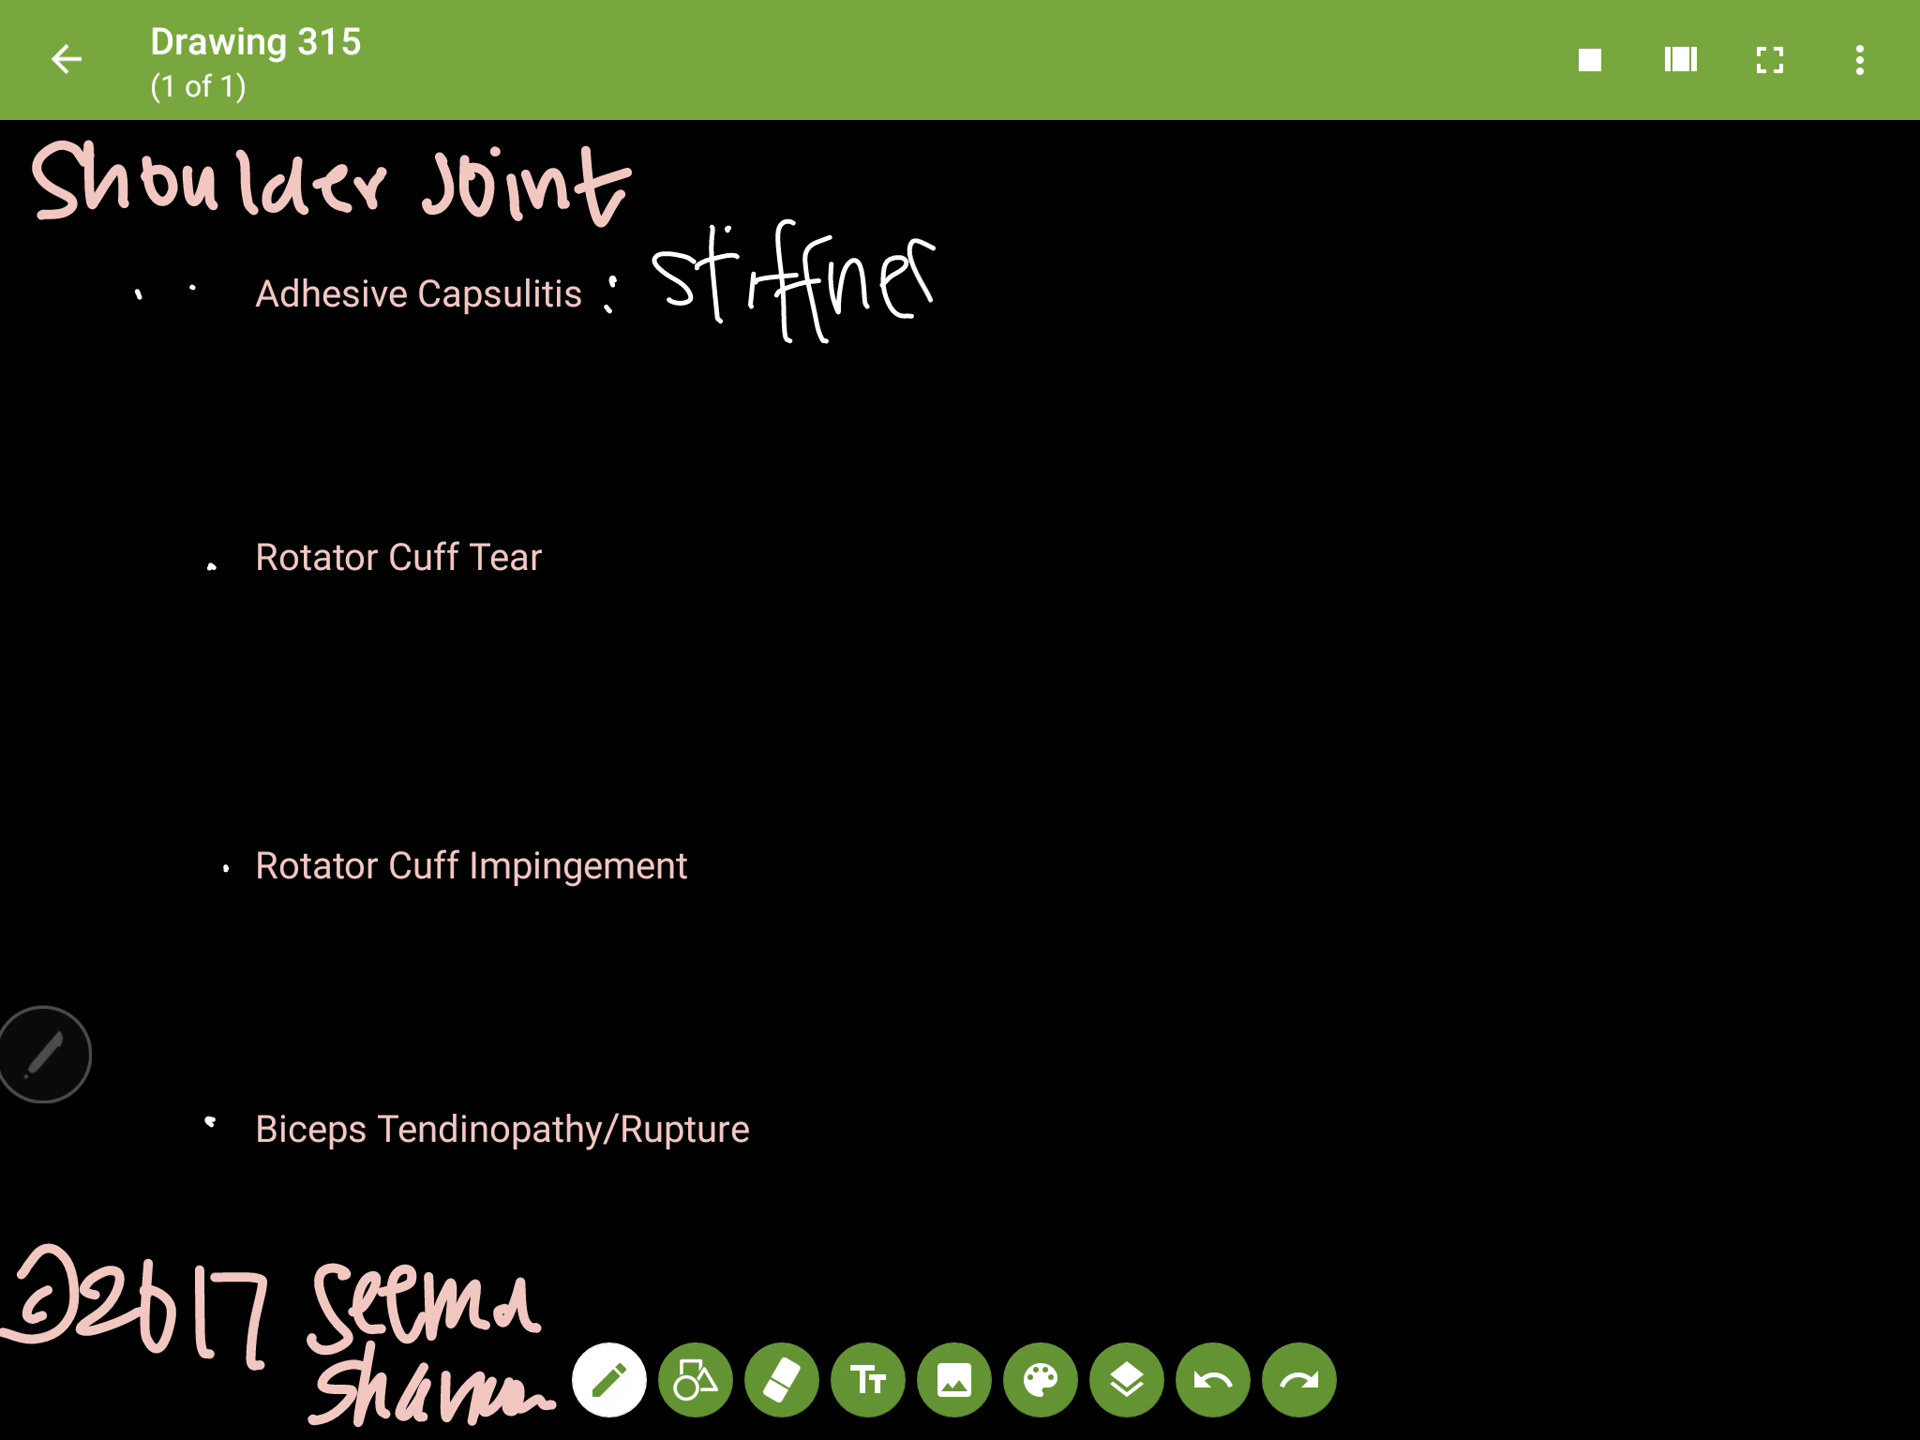 Drawing 315
(1 of 1)
Shoulder Joint
Adhesive Capsulitis : stiffner
Rotator Cuff Tear
Rotator Cuff Impingement
Biceps Tendinopathy/Rupture
©2017 Seema
TT